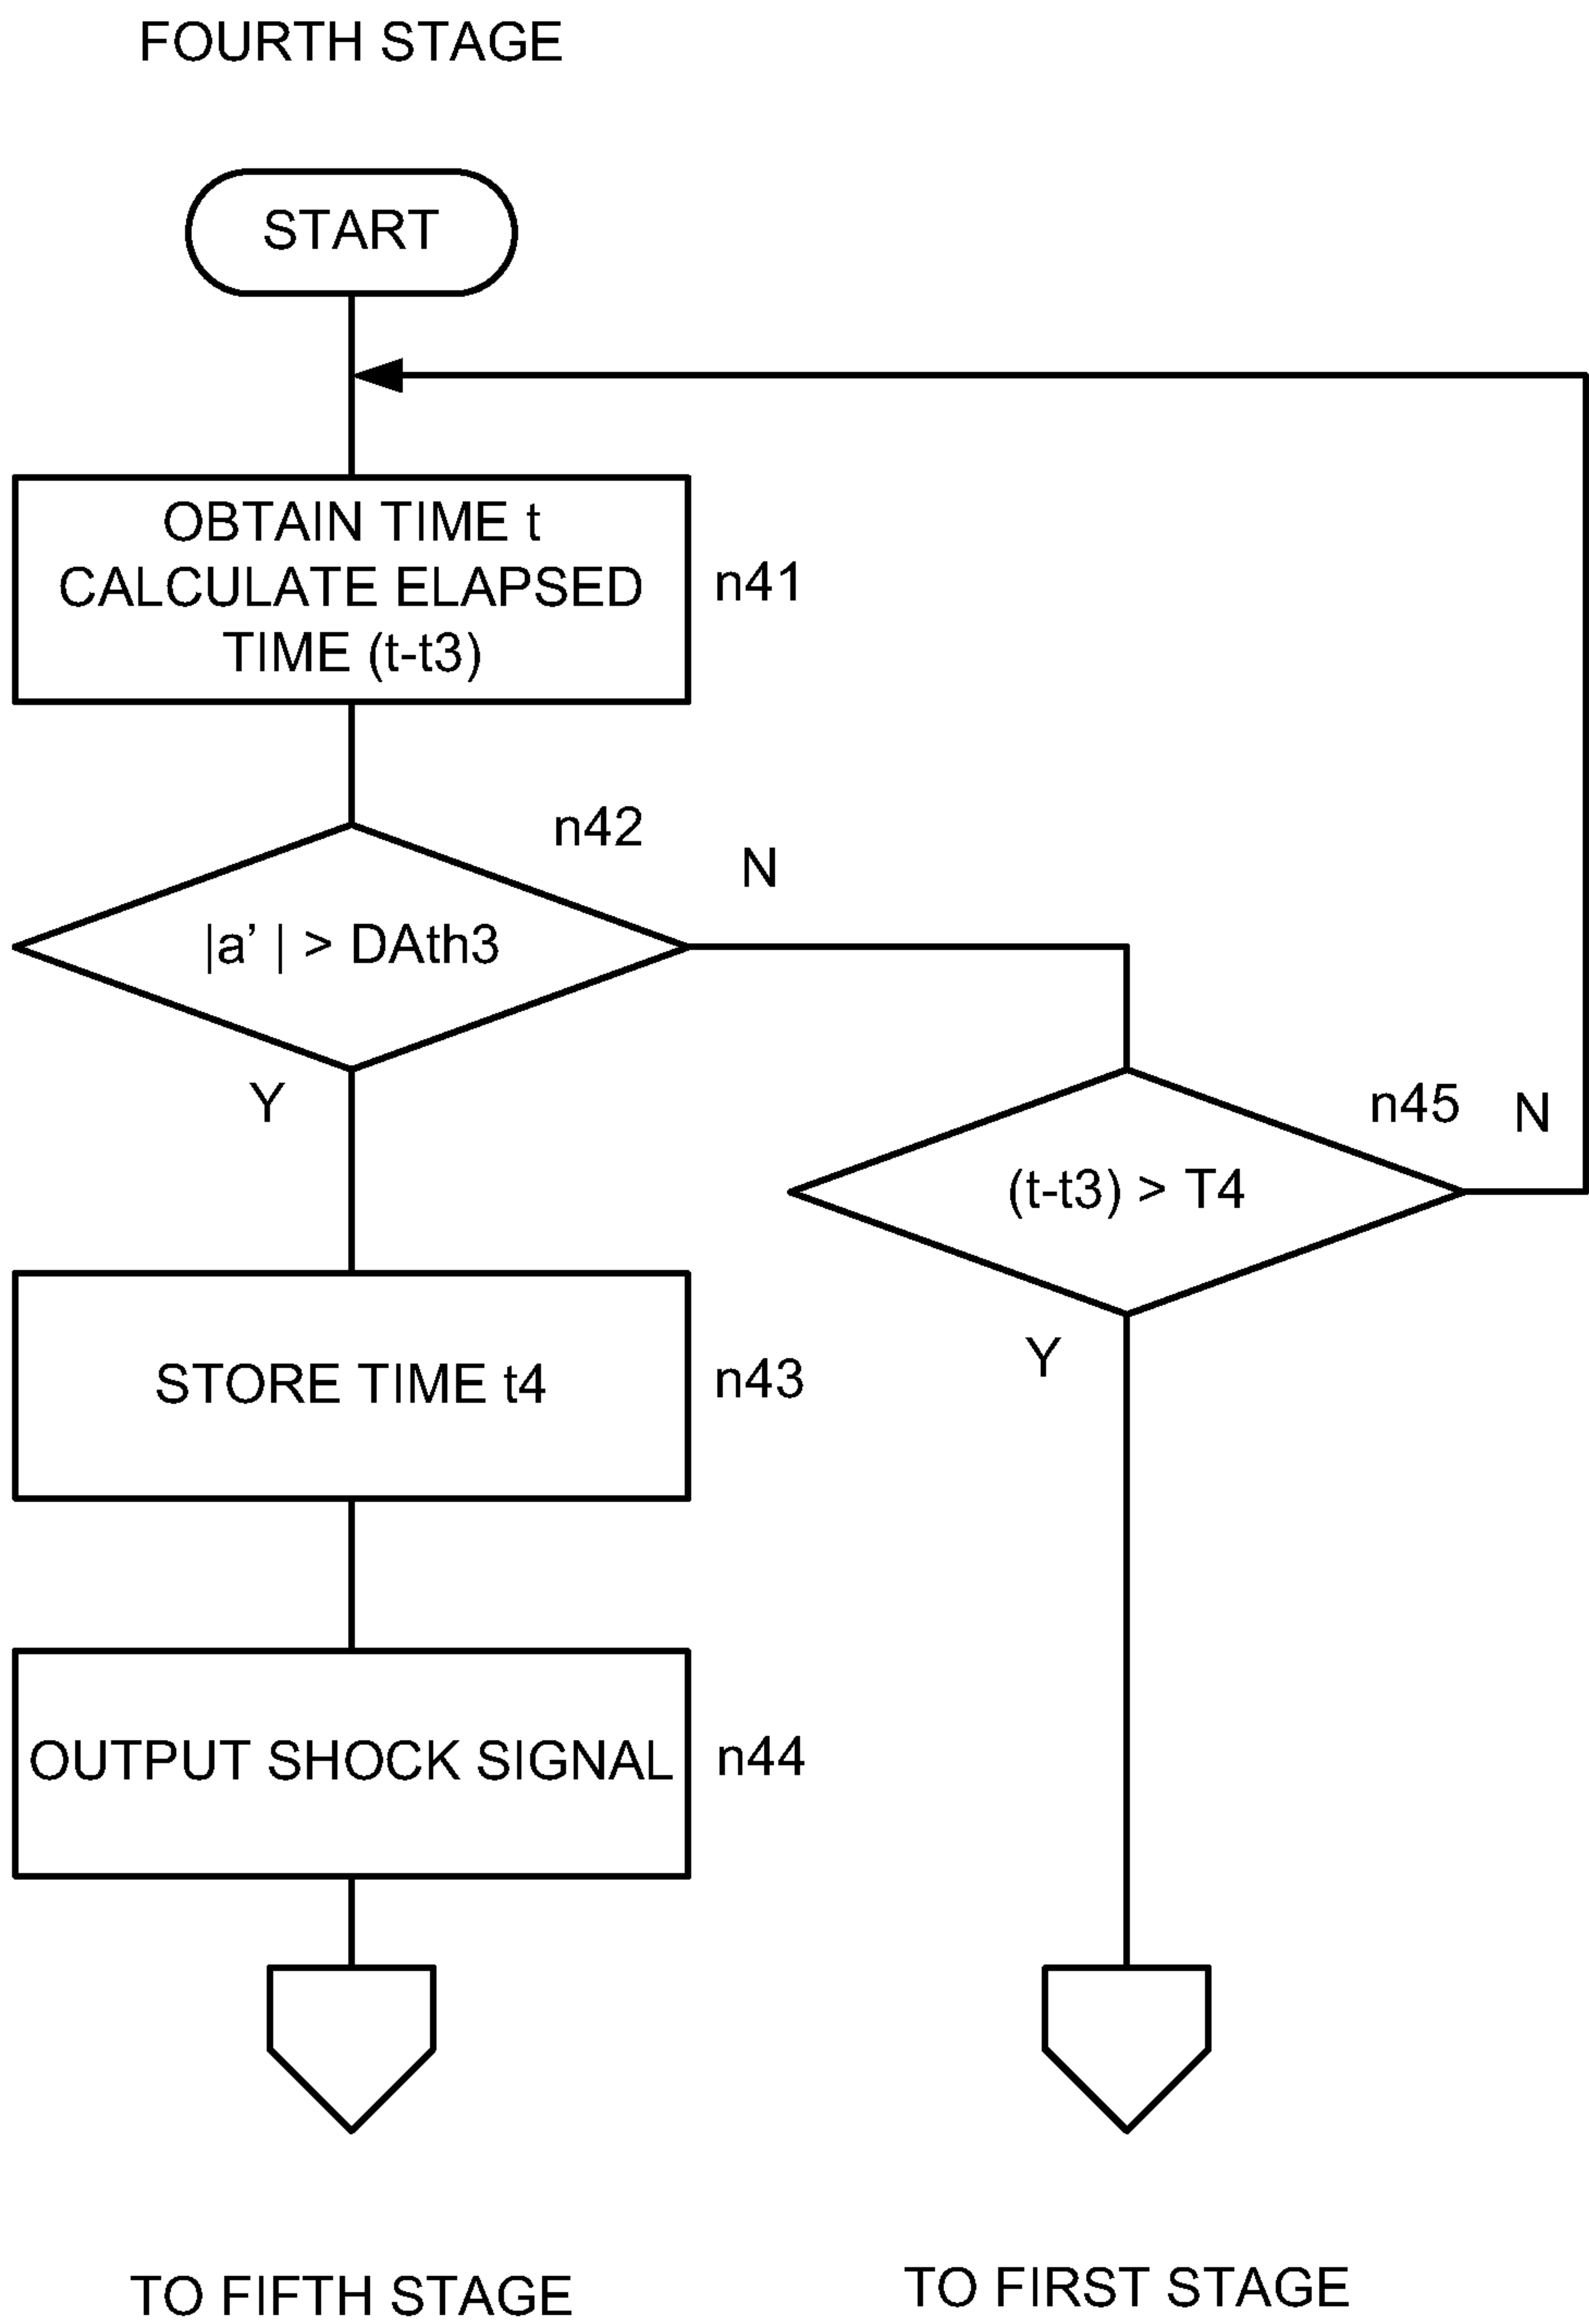 FOURTH STAGE
START
OBTAIN TIME t
CALCULATE ELAPSED
TIME (t-t3)
n41
n42
N
|a’ | > DAth3
Y
n45
N
(t-t3) > T4
Y
STORE TIME t4
n43
OUTPUT SHOCK SIGNAL
n44
TO FIFTH STAGE
TO FIRST STAGE